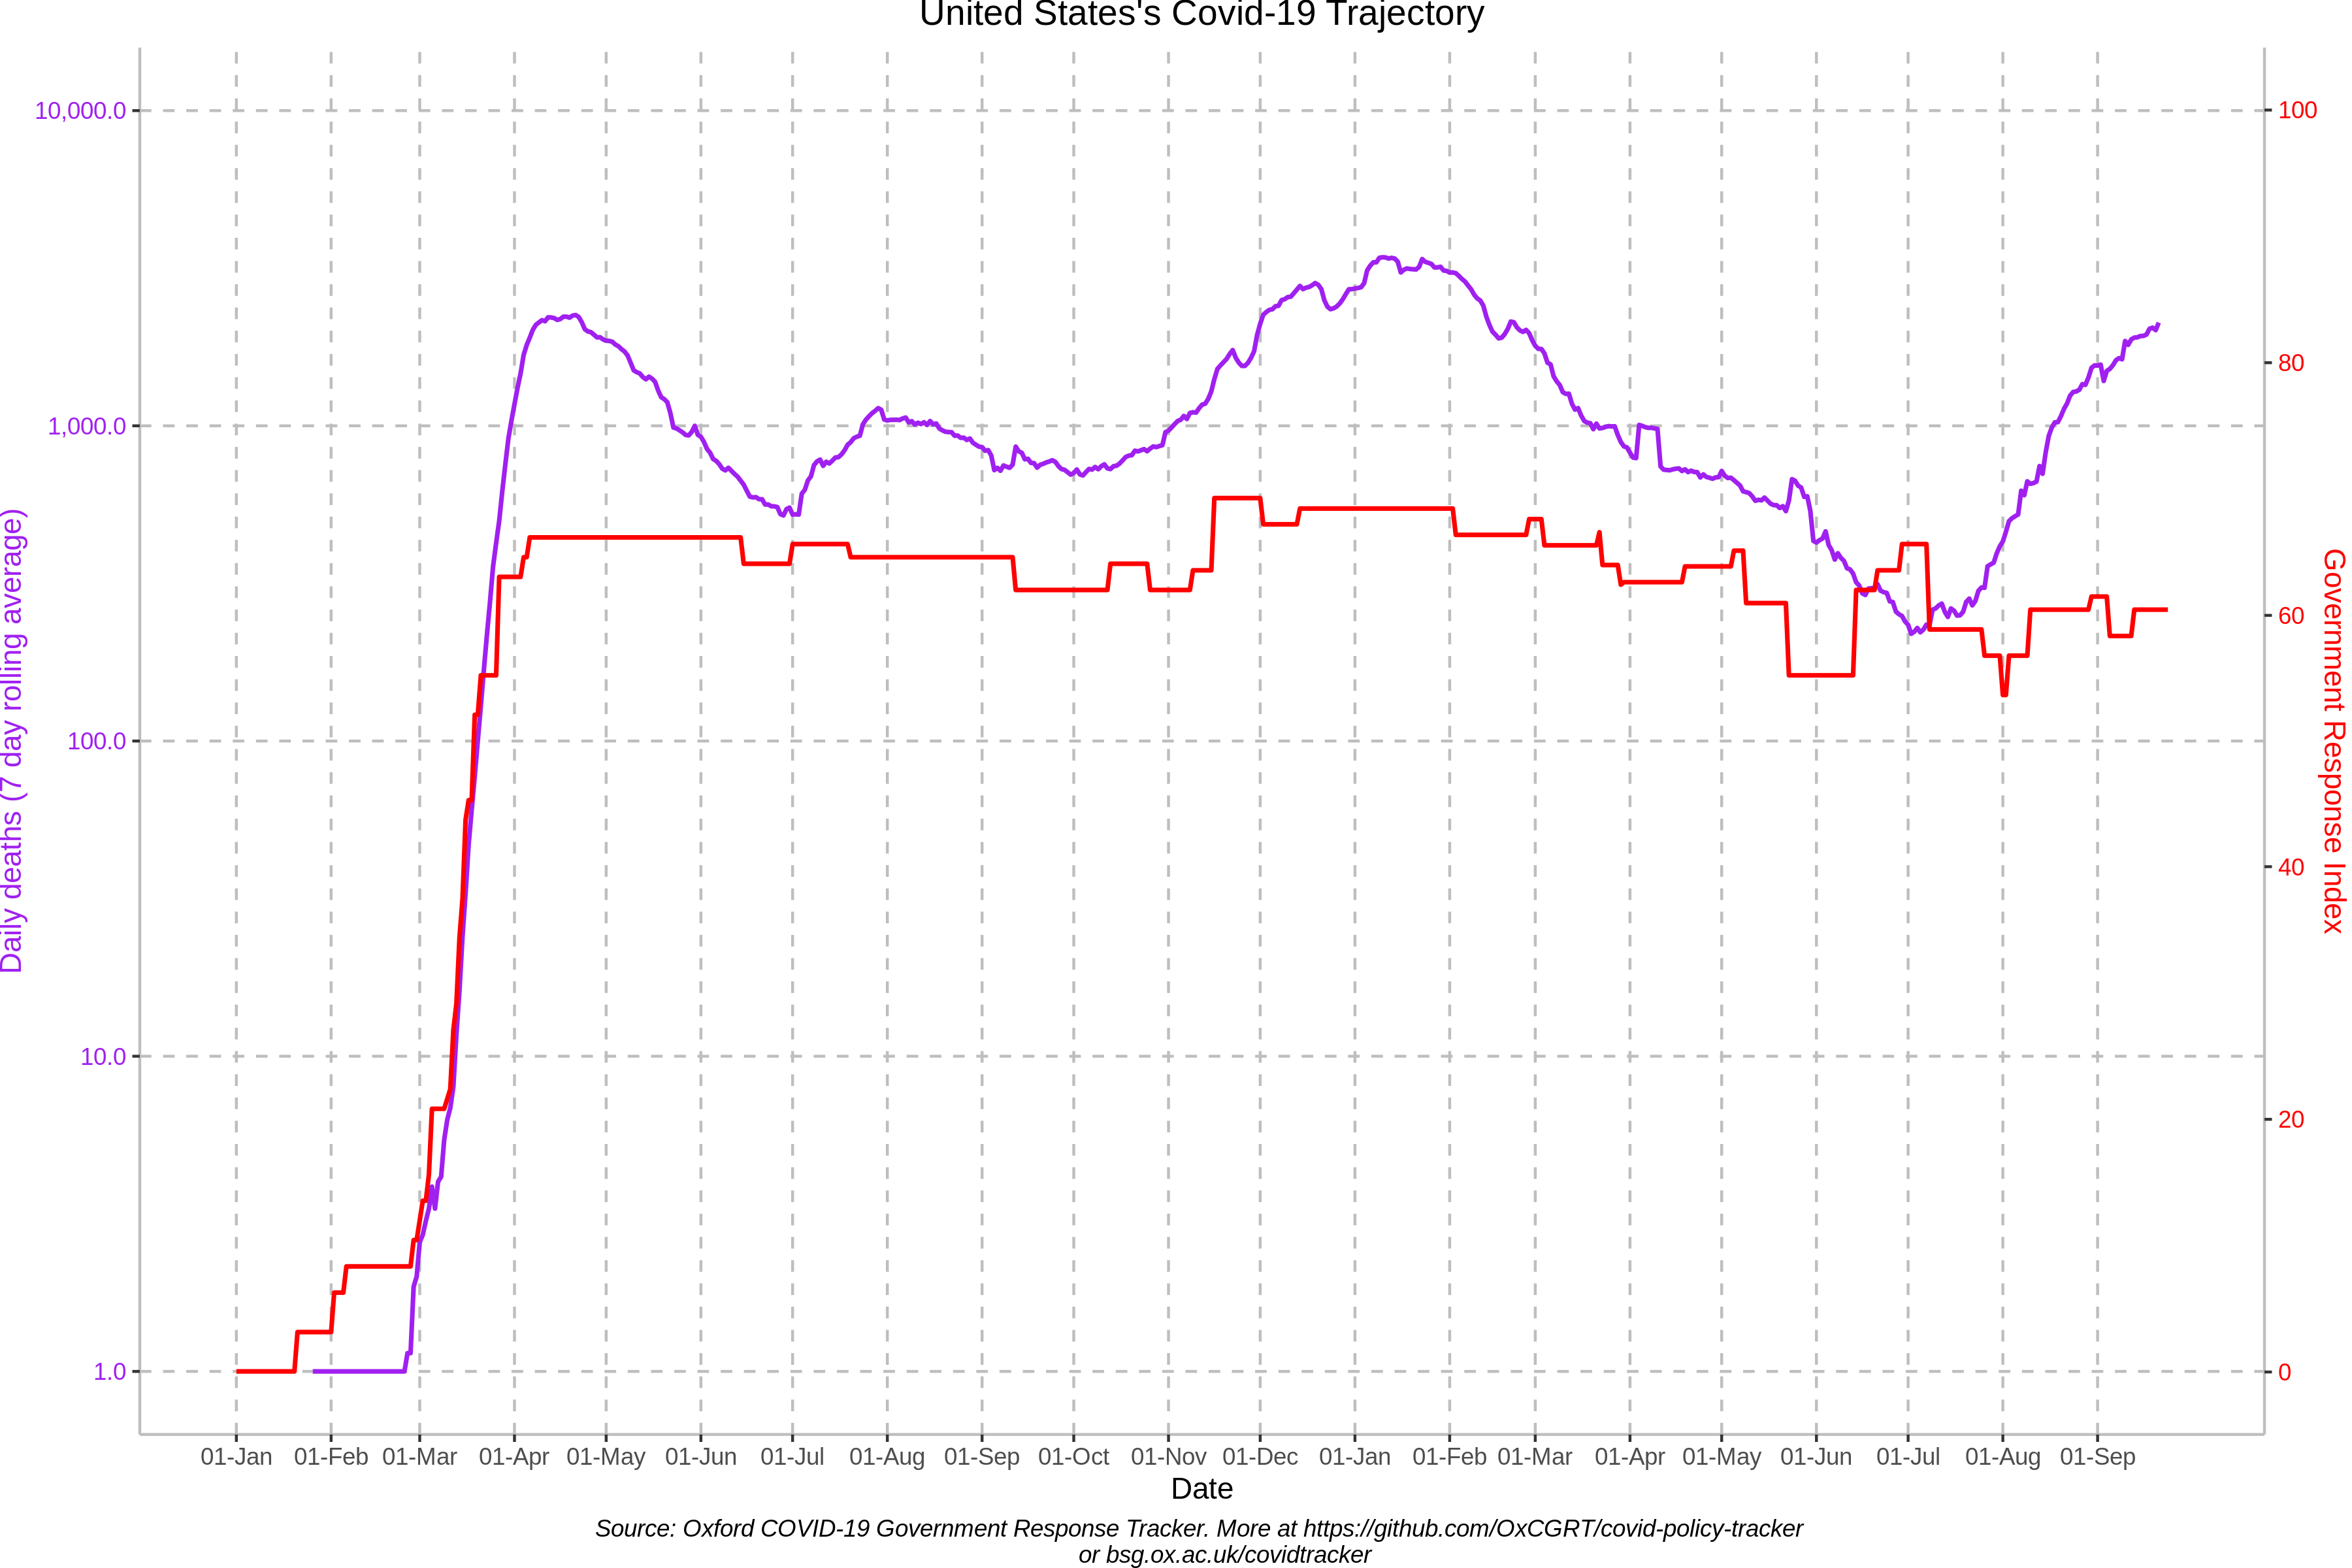 United States's Covid-19 Trajectory
10,000.0
1,000.0
100.0
10.0
1.0
Daily deaths (7 day rolling average)
100
80
60
40
20
0
Government Response Index
01-Jan 01-Feb 01-Mar 01-Apr 01-May 01-Jun 01-Jul 01-Aug 01-Sep 01-Oct 01-Nov 01-Dec 01-Jan 01-Feb 01-Mar 01-Apr 01-May 01-Jun 01-Jul 01-Aug 01-Sep
Date
Source: Oxford COVID-19 Government Response Tracker. More at https://github.com/OxCGRT/covid-policy-tracker
or bsg.ox.ac.uk/covidtracker